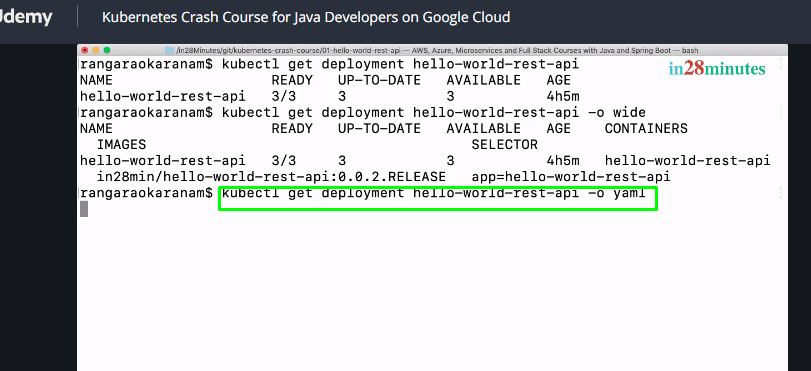 udemy
Kubernetes Crash Course for Java Developers on Google Cloud
/in28Minutes/git/kubernetes-crash-course/01-hello-world-rest-api — AWS, Azure, Microservices and Full Stack Courses with Java and Spring Boot — bash
in28minutes
rangaraokaranam$ kubectl get deployment hello-world-rest-api
NAME READY UP-TO-DATE AVAILABLE AGE
hello-world-rest-api 3/3 3 3 4h5m
rangaraokaranam$ kubectl get deployment hello-world-rest-api -o wide
NAME READY UP-TO-DATE AVAILABLE AGE CONTAINERS
IMAGES SELECTOR
hello-world-rest-api 3/3 3 3 4h5m hello-world-rest-api
in28min/hello-world-rest-api:0.0.2.RELEASE app=hello-world-rest-api
rangaraokaranam$ kubectl get deployment hello-world-rest-api -o yaml